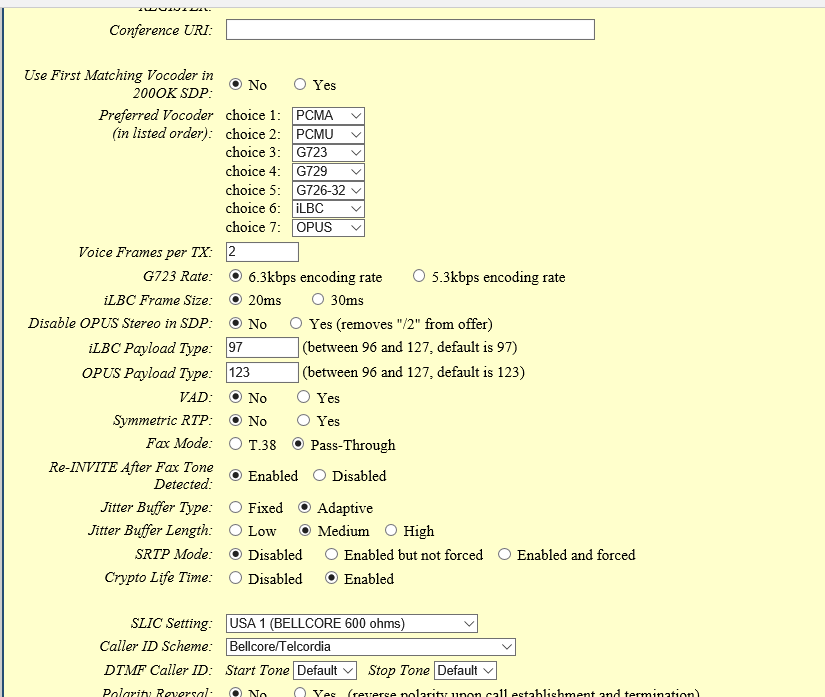 REGISTER:
Conference URI:
Use First Matching Vocoder in
200OK SDP: No Yes
Preferred Vocoder choice 1: PCMA
(in listed order): choice 2: PCMU
choice 3: G723
choice 4: G729
choice 5: G726-32
choice 6: iLBC
choice 7: OPUS
Voice Frames per TX: 2
G723 Rate: 6.3kbps encoding rate 5.3kbps encoding rate
iLBC Frame Size: 20ms 30ms
Disable OPUS Stereo in SDP: No Yes (removes "/2" from offer)
iLBC Payload Type: 97 (between 96 and 127, default is 97)
OPUS Payload Type: 123 (between 96 and 127, default is 123)
VAD: No Yes
Symmetric RTP: No Yes
Fax Mode: T.38 Pass-Through
Re-INVITE After Fax Tone
Detected: Enabled Disabled
Jitter Buffer Type: Fixed Adaptive
Jitter Buffer Length: Low Medium High
SRTP Mode: Disabled Enabled but not forced Enabled and forced
Crypto Life Time: Disabled Enabled
SLIC Setting: USA 1 (BELLCORE 600 ohms)
Caller ID Scheme: Bellcore/Telcordia
DTMF Caller ID: Start Tone Default Stop Tone Default
Polarity Reversal: No Yes (reverse polarity upon call establishment and termination)